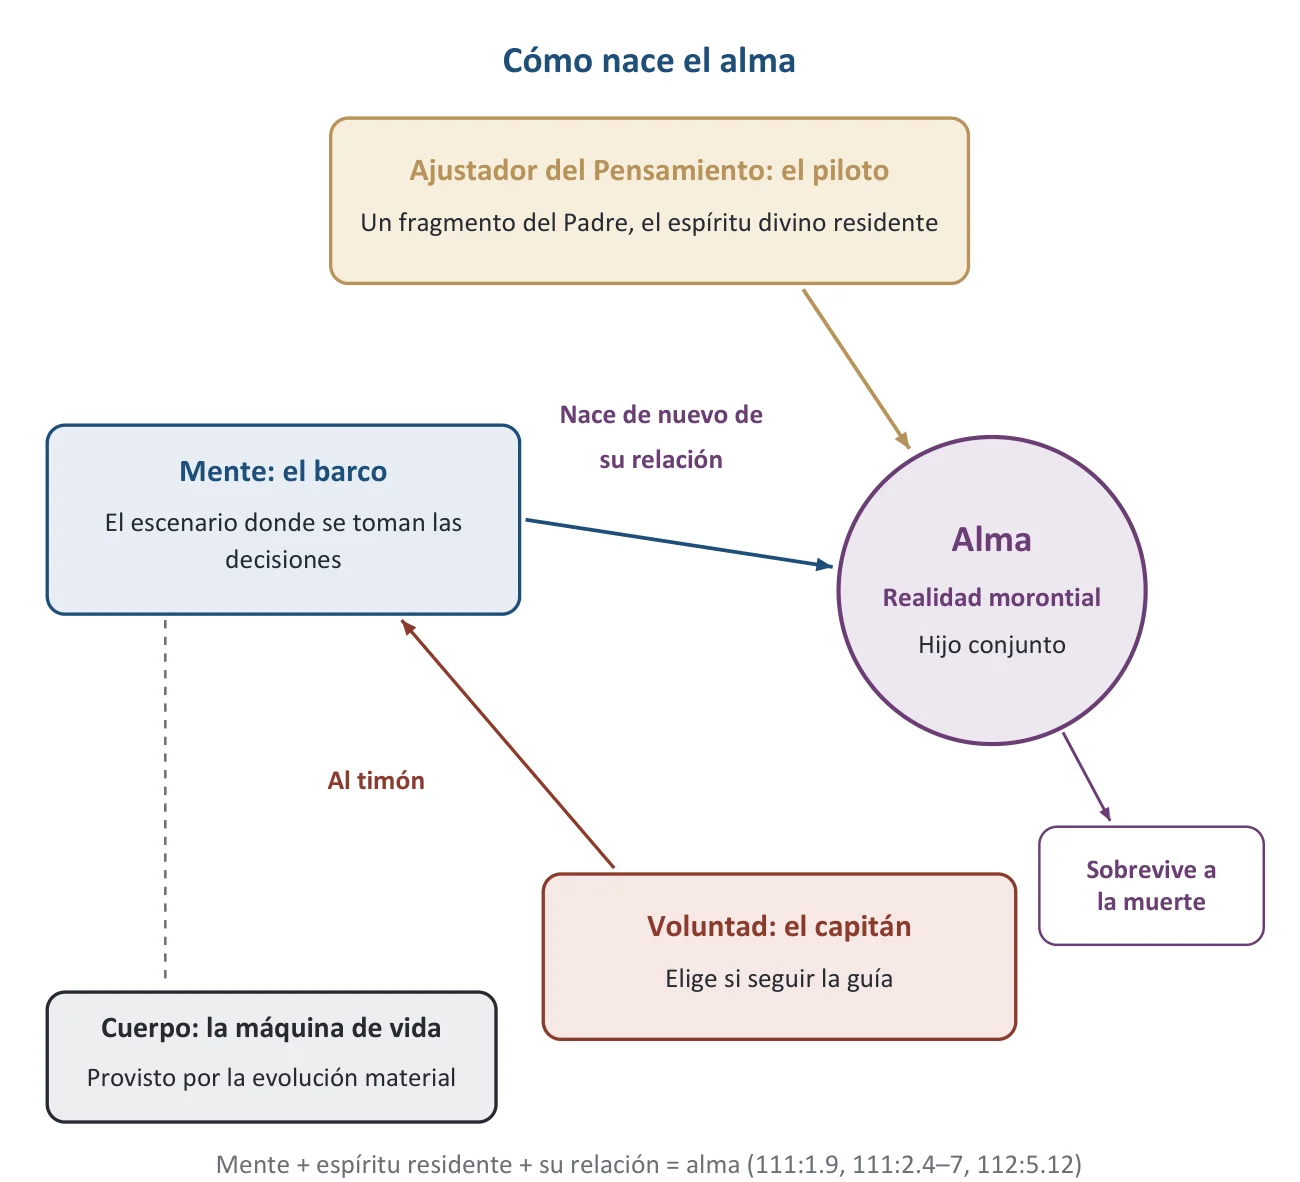 Cómo nace el alma
Ajustador del Pensamiento: el piloto
Un fragmento del Padre, el espíritu divino residente
Nace de nuevo de
su relación
Mente: el barco
El escenario donde se toman las
decisiones
Alma
Realidad morontial
Hijo conjunto
Al timón
Sobrevive a
la muerte
Voluntad: el capitán
Elige si seguir la guía
Cuerpo: la máquina de vida
Provisto por la evolución material
Mente + espíritu residente + su relación = alma (111:1.9, 111:2.4–7, 112:5.12)